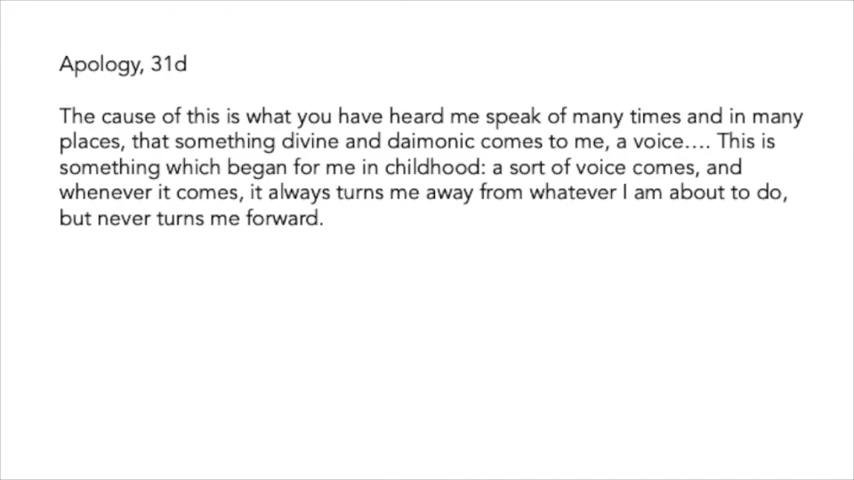 Apology, 31d
The cause of this is what you have heard me speak of many times and in many
places, that something divine and daimonic comes to me, a voice…. This is
something which began for me in childhood: a sort of voice comes, and
whenever it comes, it always turns me away from whatever I am about to do,
but never turns me forward.